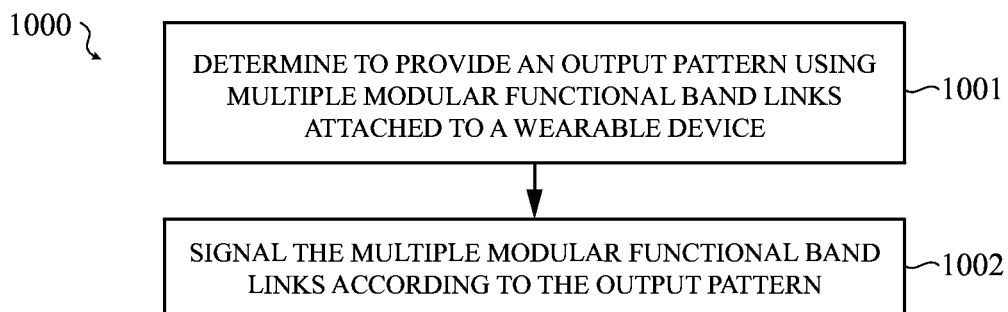 1000
DETERMINE TO PROVIDE AN OUTPUT PATTERN USING
MULTIPLE MODULAR FUNCTIONAL BAND LINKS
ATTACHED TO A WEARABLE DEVICE
1001
SIGNAL THE MULTIPLE MODULAR FUNCTIONAL BAND
LINKS ACCORDING TO THE OUTPUT PATTERN
1002